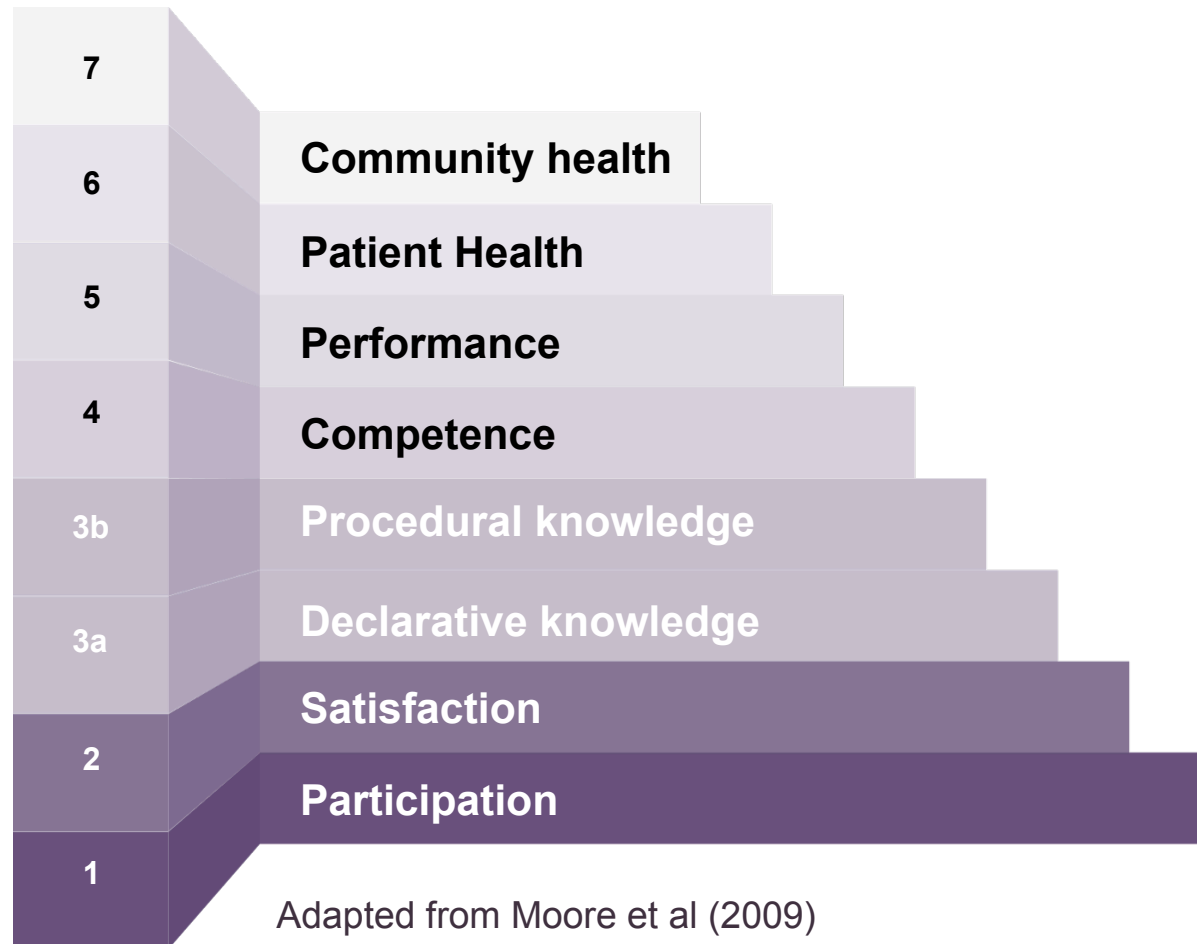 7
Community health
6
Patient Health
5
Performance
4
Competence
3b
Procedural knowledge
3a
Declarative knowledge
2
Satisfaction
1
Participation
Adapted from Moore et al (2009)